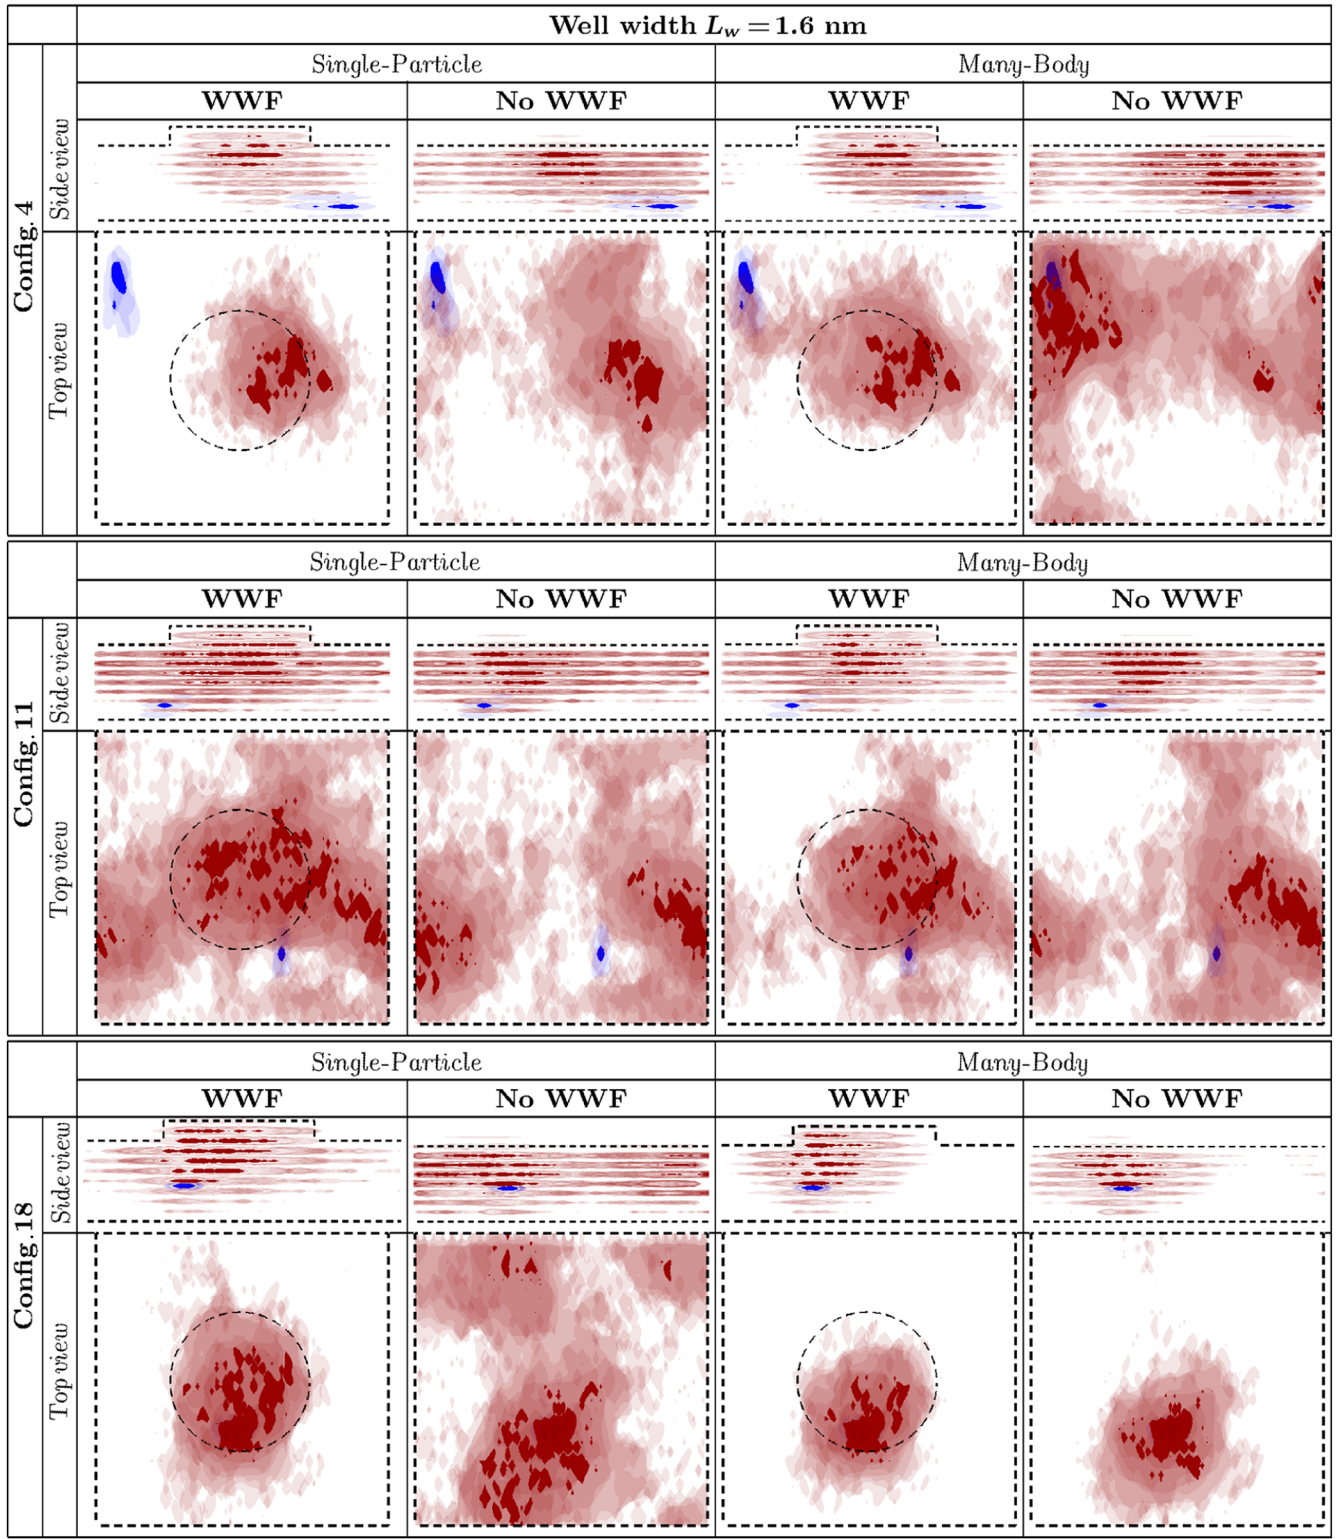 Well width L_w = 1.6 nm
Single-Particle Many-Body
WWF No WWF WWF No WWF
Config. 4
Side view
Top view
Single-Particle Many-Body
WWF No WWF WWF No WWF
Config. 11
Side view
Top view
Single-Particle Many-Body
WWF No WWF WWF No WWF
Config. 18
Side view
Top view